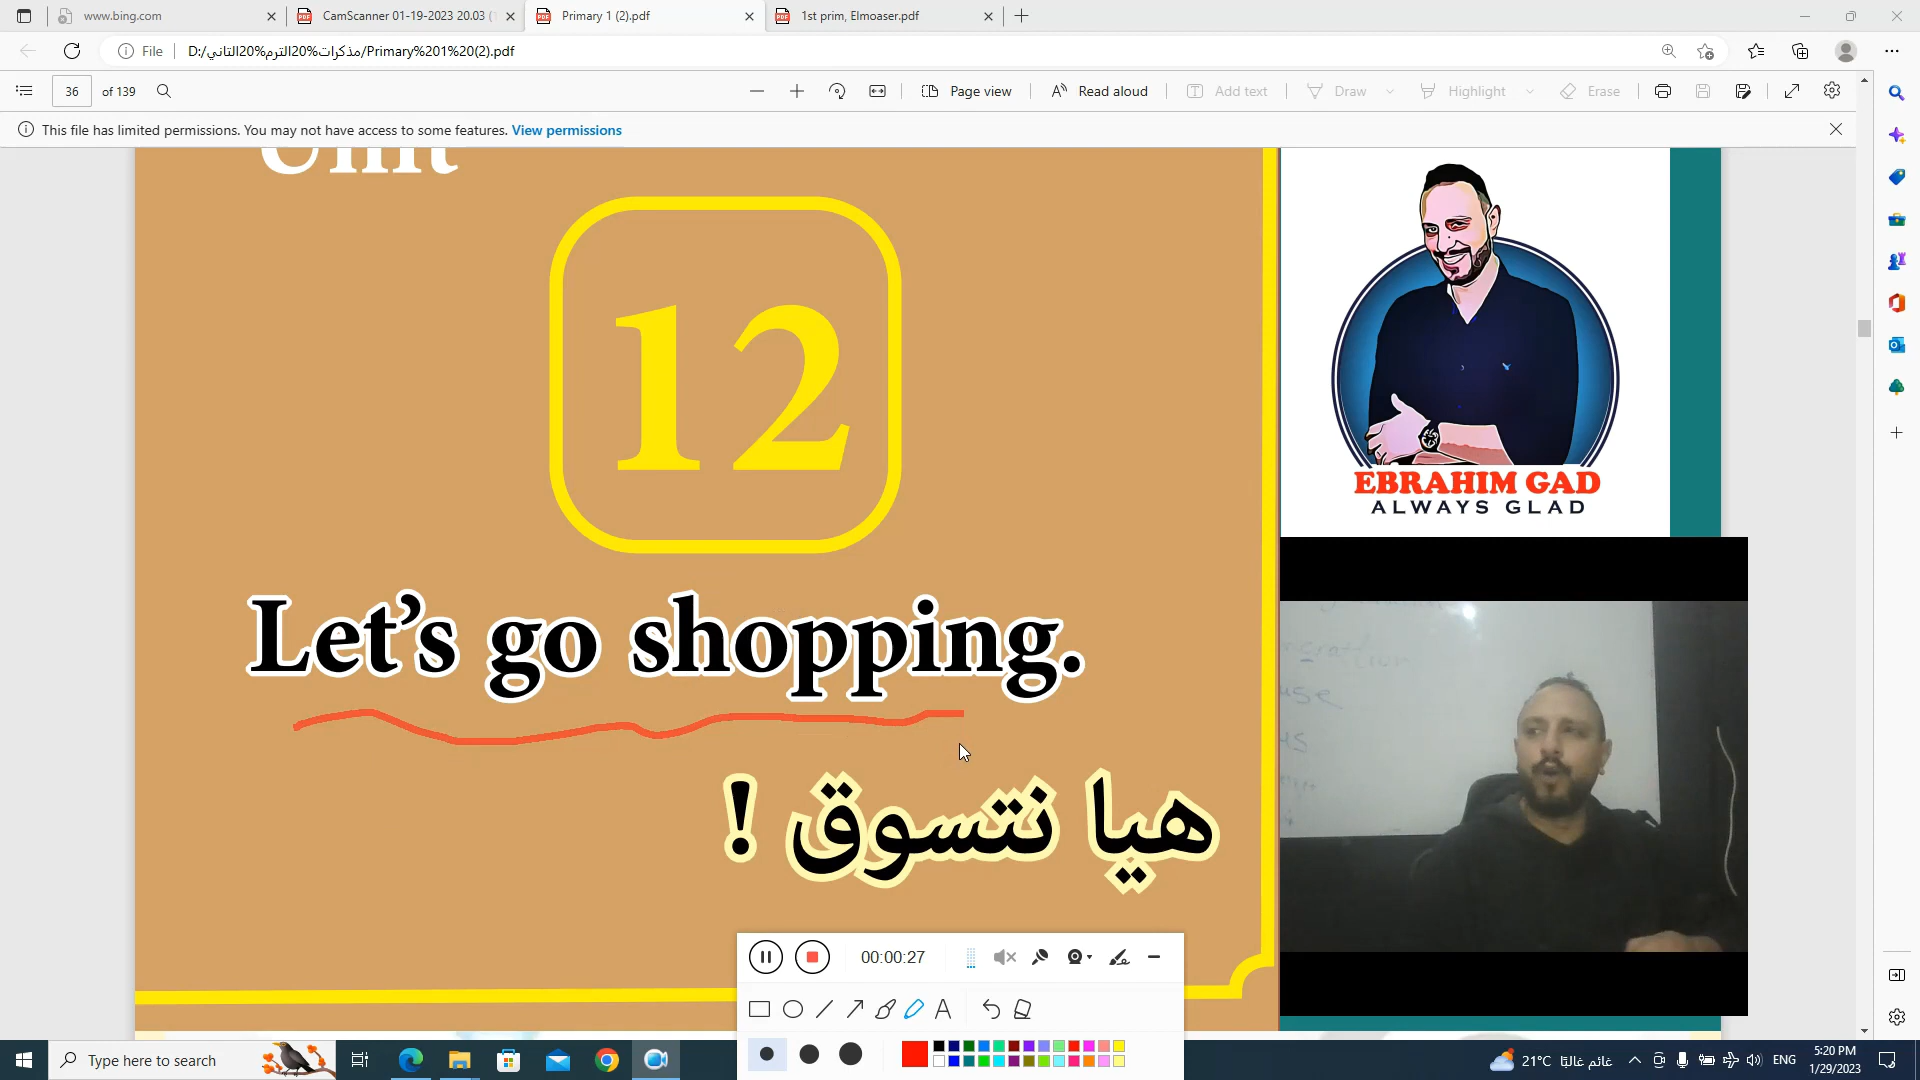 www.bing.com
CamScanner 01-19-2023 20.03 (
Primary 1 (2).pdf
1st prim, Elmoaser.pdf
File
D:/مذكرات%20الترم%20التاني/Primary%201%20(2).pdf
36
of 139
Page view
Read aloud
Add text
Draw
Highlight
Erase
This file has limited permissions. You may not have access to some features. View permissions
Unit
12
Let's go shopping.
هيا نتسوق !
EBRAHIM GAD
ALWAYS GLAD
00:00:27
Type here to search
21°C غائم غالبًا
ENG
5:20 PM
1/29/2023